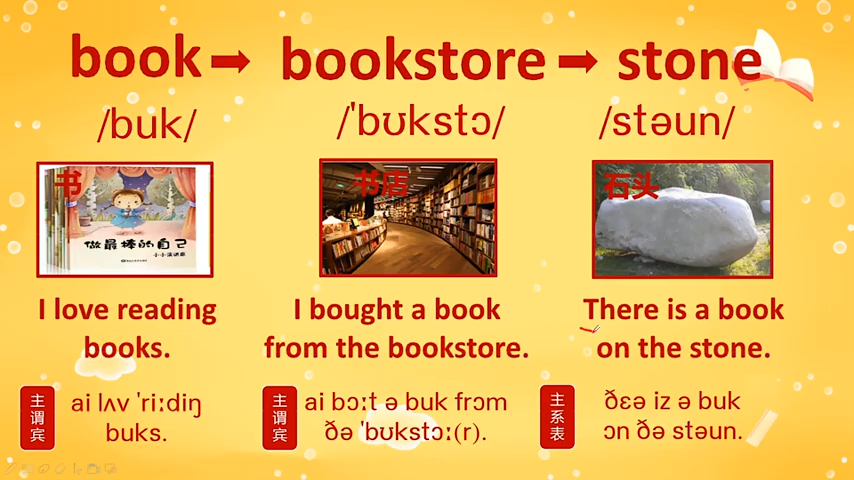 book → bookstore → stone
/buk/ /ˈbʊkstɔ/ /stəun/
书 书店 石头
做最棒的自己
I love reading
books.
I bought a book
from the bookstore.
There is a book
on the stone.
主谓宾
ai lʌv ˈriːdiŋ
buks.
主谓宾
ai bɔːt ə buk frɔm
ðə ˈbʊkstɔː(r).
主系表
ðɛə iz ə buk
ɔn ðə stəun.